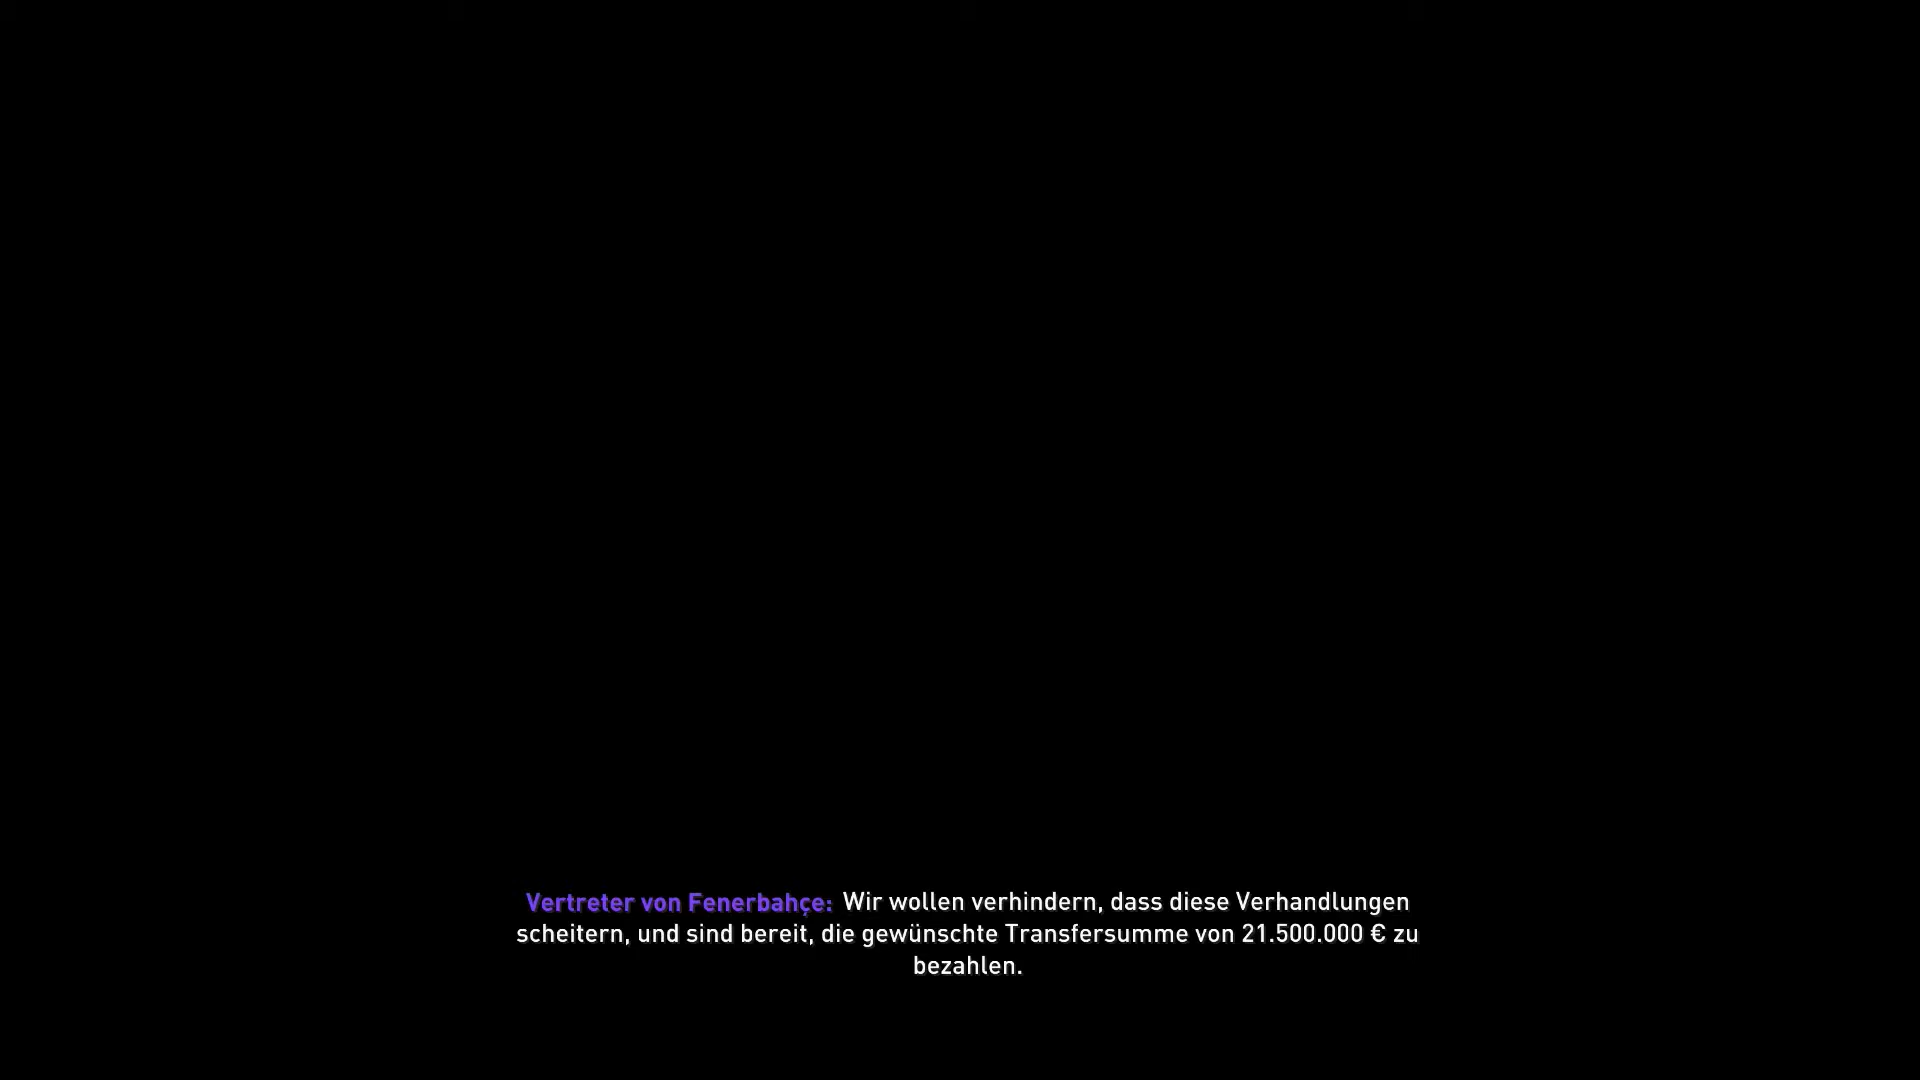 Vertreter von Fenerbahçe: Wir wollen verhindern, dass diese Verhandlungen
scheitern, und sind bereit, die gewünschte Transfersumme von 21.500.000 € zu
bezahlen.